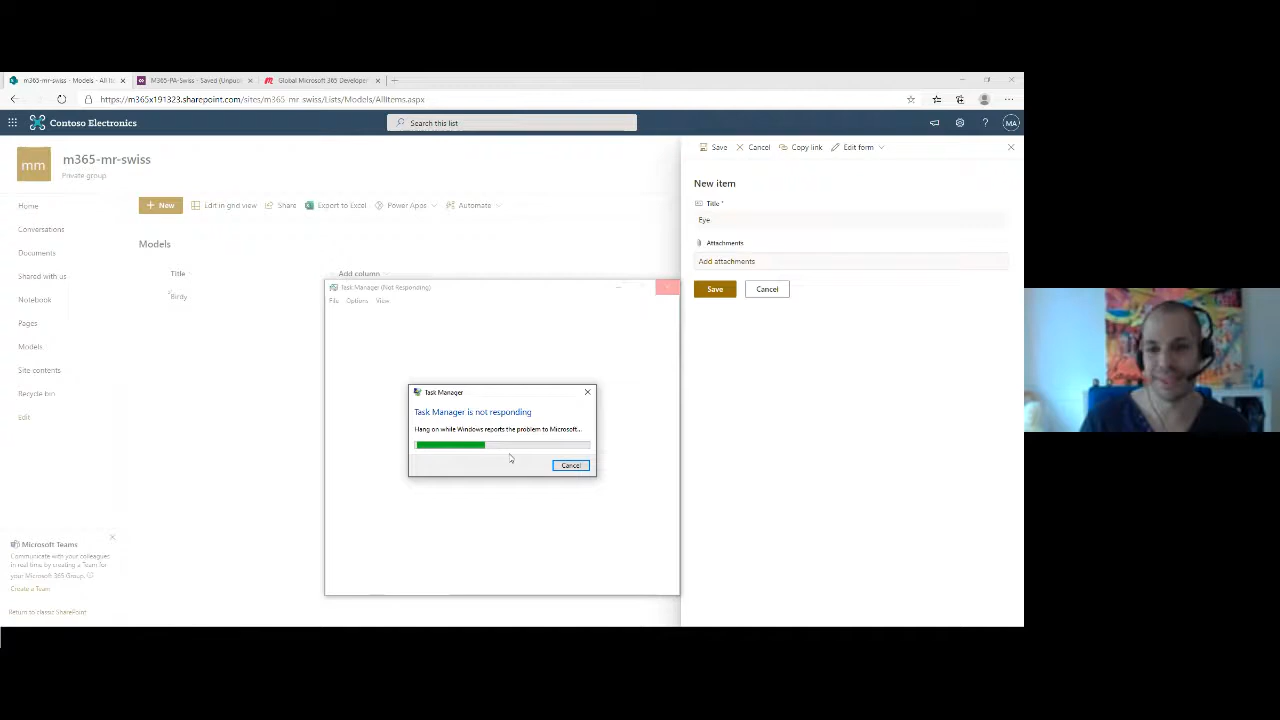 m365-mr-swiss - Models - All It
M365-PA-Swiss - Saved (Unpu
Global Microsoft 365 Developer
https://m365x191323.sharepoint.com/sites/m365-mr-swiss/Lists/Models/AllItems.aspx
Contoso Electronics
Search this list
MA
mm
m365-mr-swiss
Private group
Home
Conversations
Documents
Shared with us
Notebook
Pages
Models
Site contents
Recycle bin
Edit
New
Edit in grid view
Share
Export to Excel
Power Apps
Automate
Models
Title
Add column
Birdy
Task Manager (Not Responding)
File Options View
Task Manager
Task Manager is not responding
Hang on while Windows reports the problem to Microsoft...
Cancel
Save
Cancel
Copy link
Edit form
New item
Title *
Eye
Attachments
Add attachments
Save
Cancel
Microsoft Teams
Communicate with your colleagues
in real time by creating a Team for
your Microsoft 365 Group.
Create a Team
Return to classic SharePoint